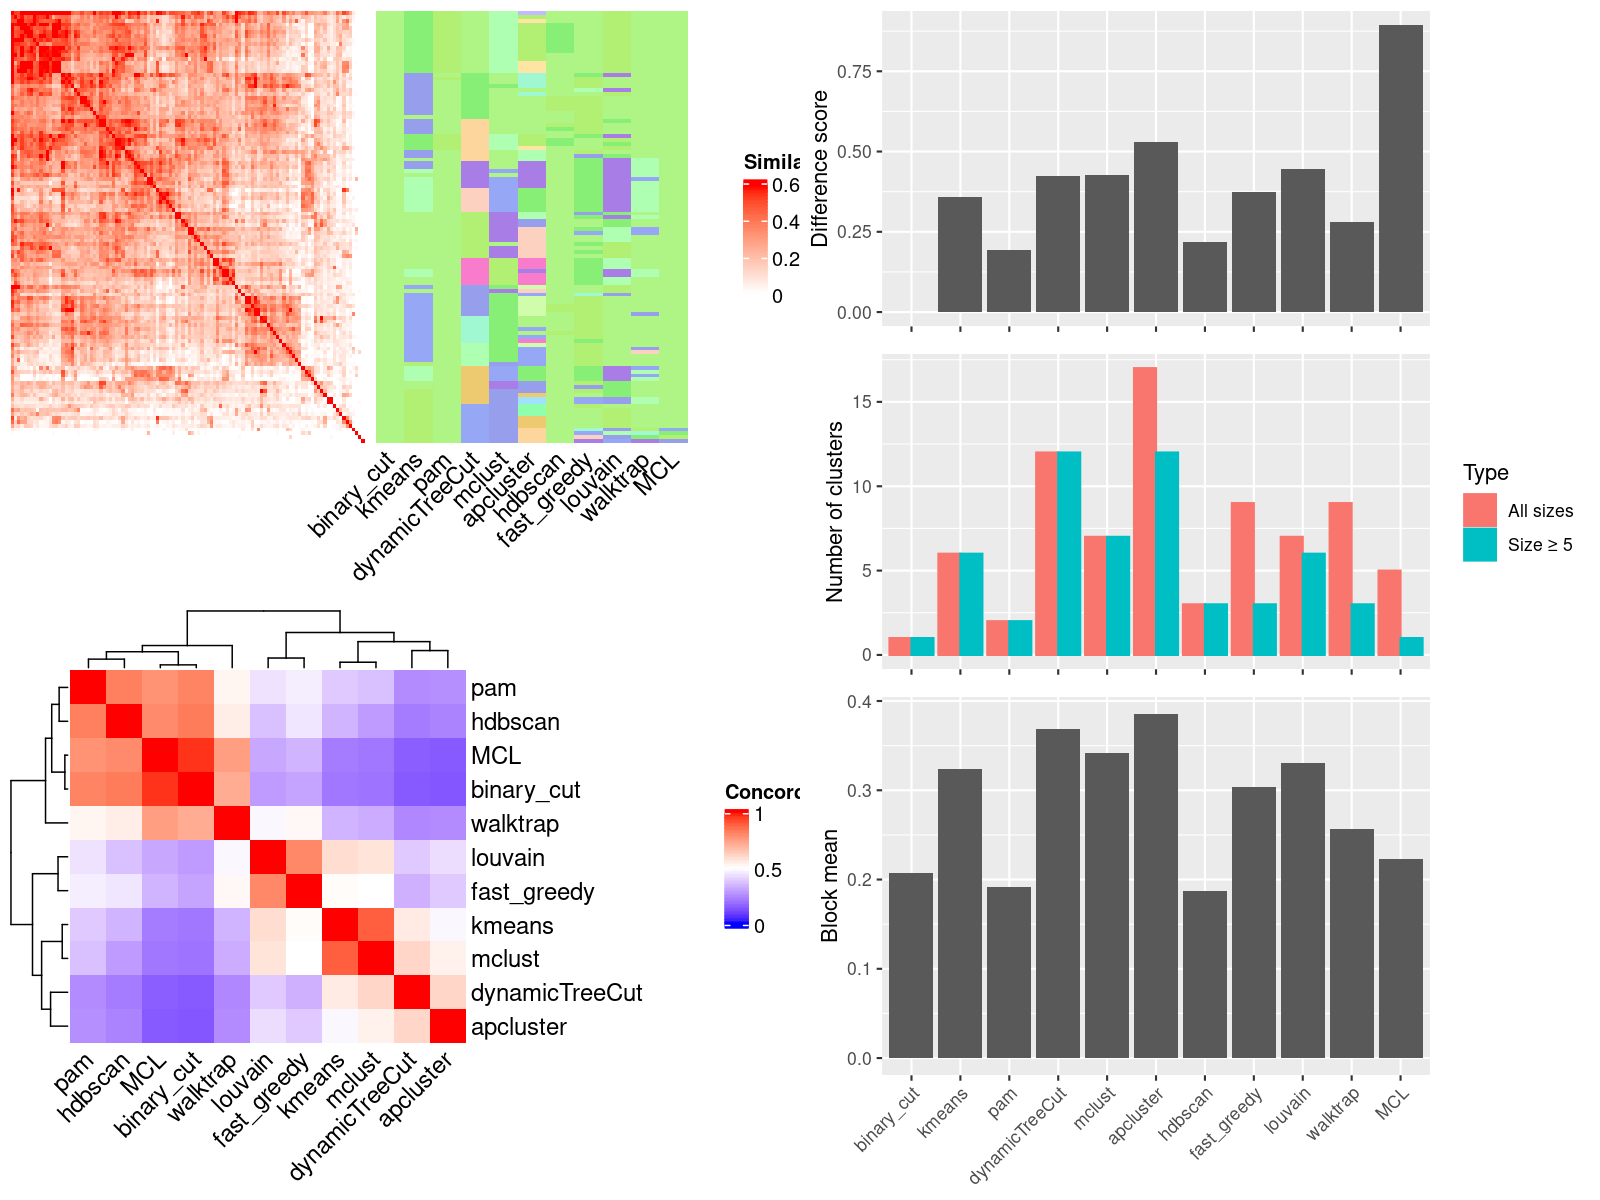 Simila
0.6
0.4
0.2
0
binary_cut
kmeans
pam
dynamicTreeCut
mclust
apcluster
hdbscan
fast_greedy
louvain
walktrap
MCL
Difference score
0.75
0.50
0.25
0.00
Number of clusters
15
10
5
0
Type
All sizes
Size ≥ 5
Block mean
0.4
0.3
0.2
0.1
0.0
binary_cut
kmeans
pam
dynamicTreeCut
mclust
apcluster
hdbscan
fast_greedy
louvain
walktrap
MCL
pam
hdbscan
MCL
binary_cut
walktrap
louvain
fast_greedy
kmeans
mclust
dynamicTreeCut
apcluster
pam
hdbscan
MCL
binary_cut
walktrap
louvain
fast_greedy
kmeans
mclust
dynamicTreeCut
apcluster
Concord
1
0.5
0